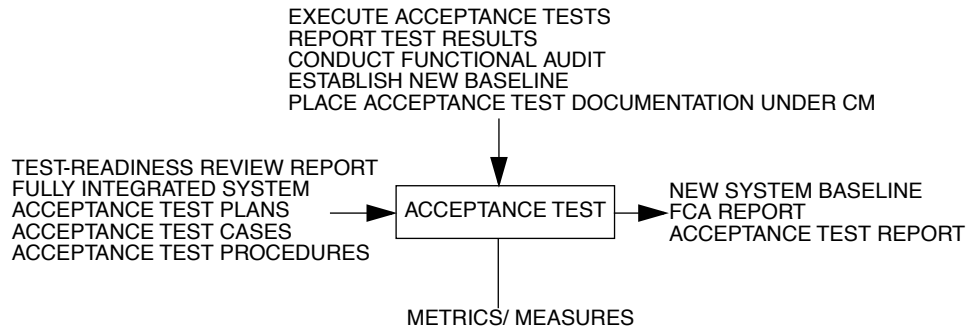 EXECUTE ACCEPTANCE TESTS
REPORT TEST RESULTS
CONDUCT FUNCTIONAL AUDIT
ESTABLISH NEW BASELINE
PLACE ACCEPTANCE TEST DOCUMENTATION UNDER CM
TEST-READINESS REVIEW REPORT
FULLY INTEGRATED SYSTEM
ACCEPTANCE TEST PLANS
ACCEPTANCE TEST CASES
ACCEPTANCE TEST PROCEDURES
ACCEPTANCE TEST
NEW SYSTEM BASELINE
FCA REPORT
ACCEPTANCE TEST REPORT
METRICS/ MEASURES